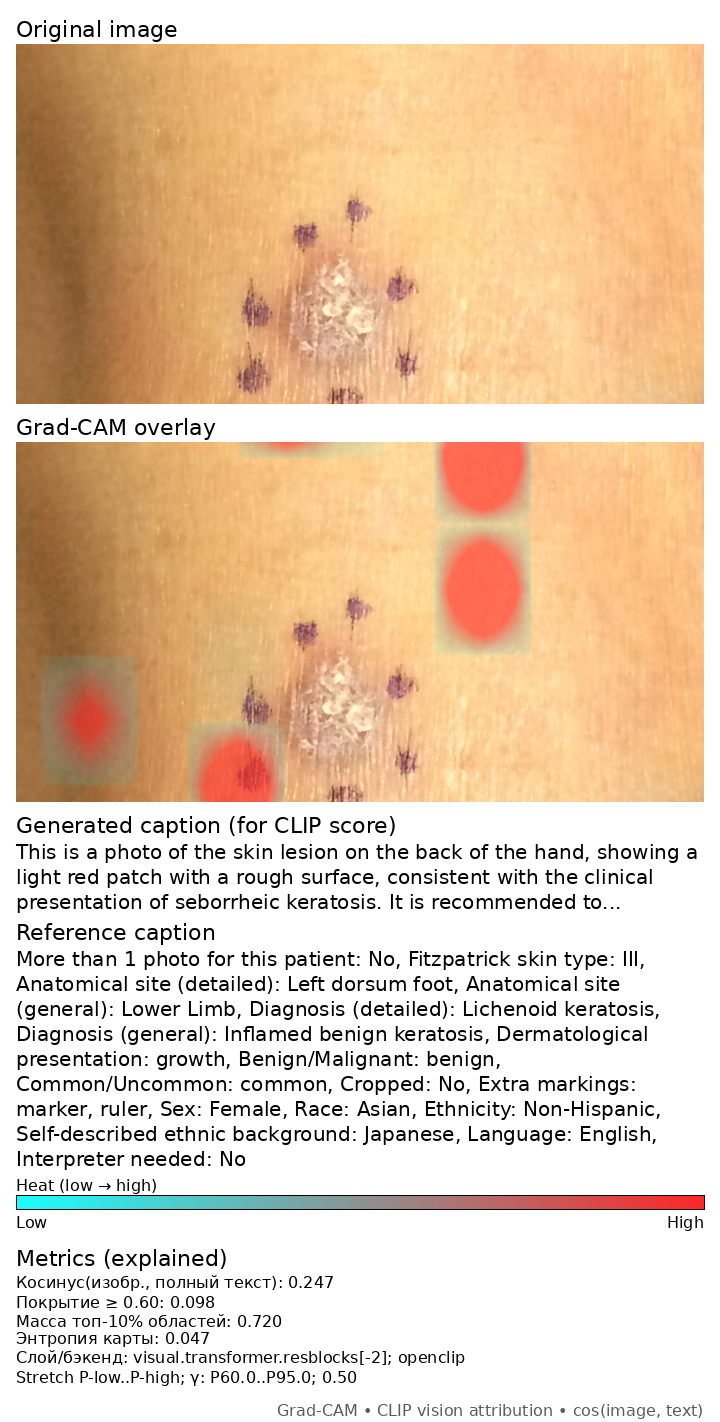 Original image
Grad-CAM overlay
Generated caption (for CLIP score)
This is a photo of the skin lesion on the back of the hand, showing a
light red patch with a rough surface, consistent with the clinical
presentation of seborrheic keratosis. It is recommended to...
Reference caption
More than 1 photo for this patient: No, Fitzpatrick skin type: III,
Anatomical site (detailed): Left dorsum foot, Anatomical site
(general): Lower Limb, Diagnosis (detailed): Lichenoid keratosis,
Diagnosis (general): Inflamed benign keratosis, Dermatological
presentation: growth, Benign/Malignant: benign,
Common/Uncommon: common, Cropped: No, Extra markings:
marker, ruler, Sex: Female, Race: Asian, Ethnicity: Non-Hispanic,
Self-described ethnic background: Japanese, Language: English,
Interpreter needed: No
Heat (low → high)
Low High
Metrics (explained)
Косинус(изобр., полный текст): 0.247
Покрытие ≥ 0.60: 0.098
Масса топ-10% областей: 0.720
Энтропия карты: 0.047
Слой/бэкенд: visual.transformer.resblocks[-2]; openclip
Stretch P-low..P-high; γ: P60.0..P95.0; 0.50
Grad-CAM • CLIP vision attribution • cos(image, text)